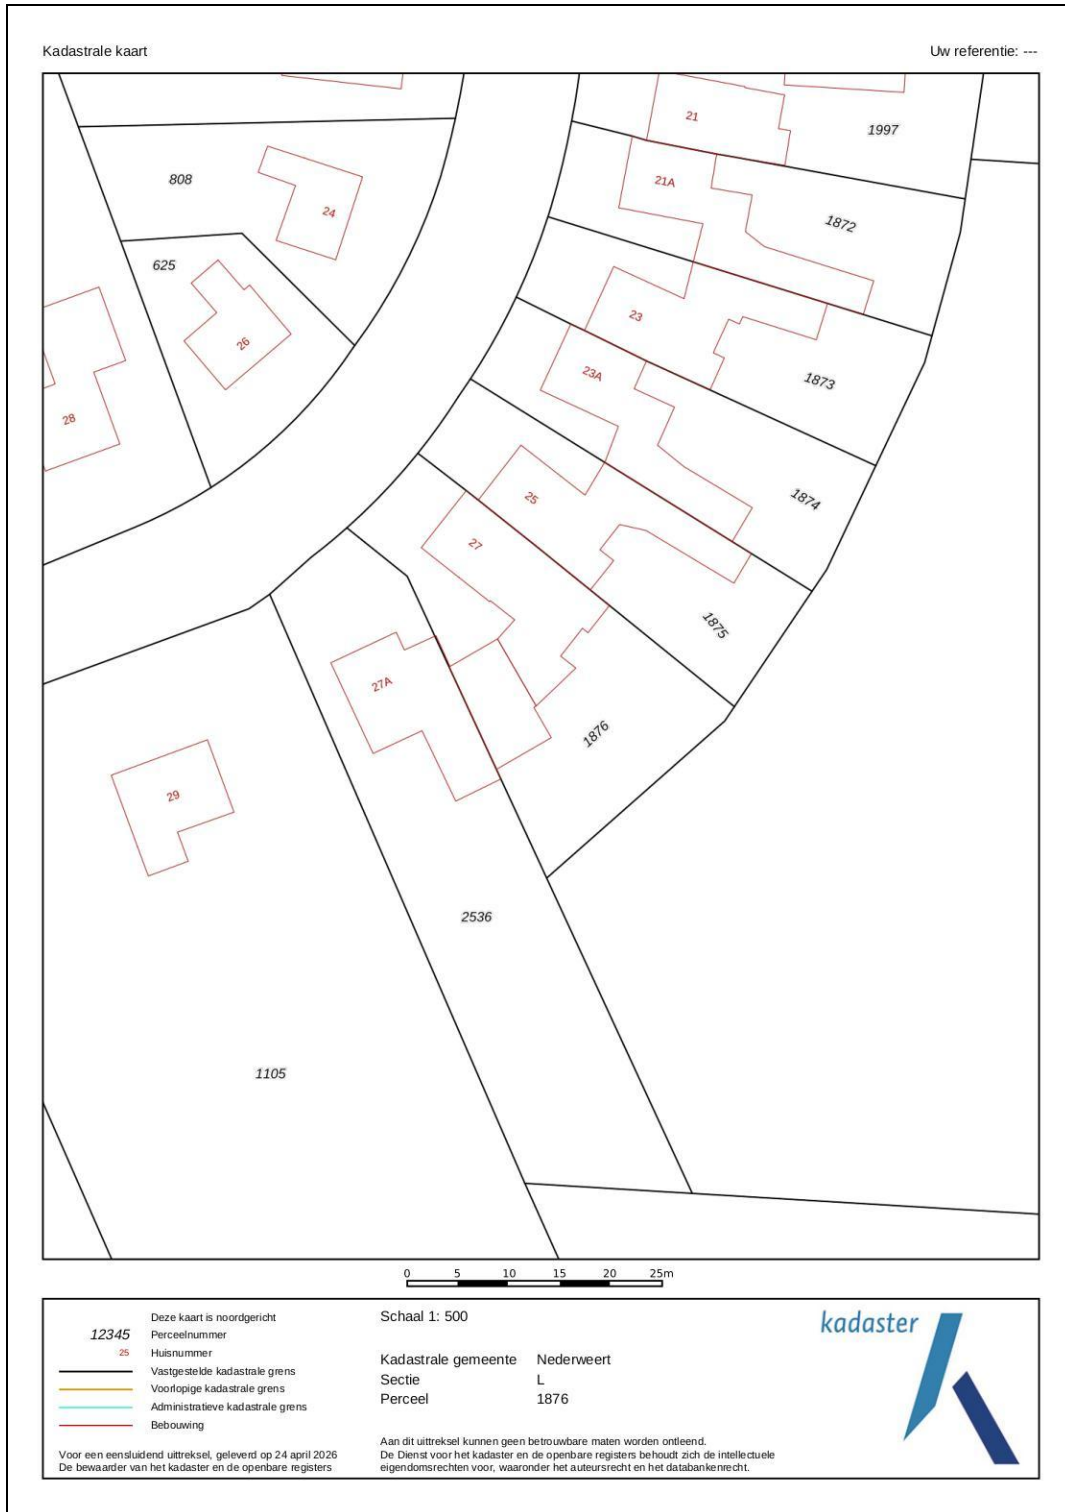 Kadastrale kaart
Uw referentie: ---
21
1997
808
21A
24
1872
625
23
26
23A
1873
28
25
1874
27
1875
27A
1876
29
2536
1105
0 5 10 15 20 25m
Deze kaart is noordgericht
12345 Perceelnummer
25 Huisnummer
Vastgestelde kadastrale grens
Voorlopige kadastrale grens
Administratieve kadastrale grens
Bebouwing
Voor een eensluidend uittreksel, geleverd op 24 april 2026
De bewaarder van het kadaster en de openbare registers
Schaal 1: 500
Kadastrale gemeente Nederweert
Sectie L
Perceel 1876
Aan dit uittreksel kunnen geen betrouwbare maten worden ontleend.
De Dienst voor het kadaster en de openbare registers behoudt zich de intellectuele
eigendomsrechten voor, waaronder het auteursrecht en het databankenrecht.
kadaster